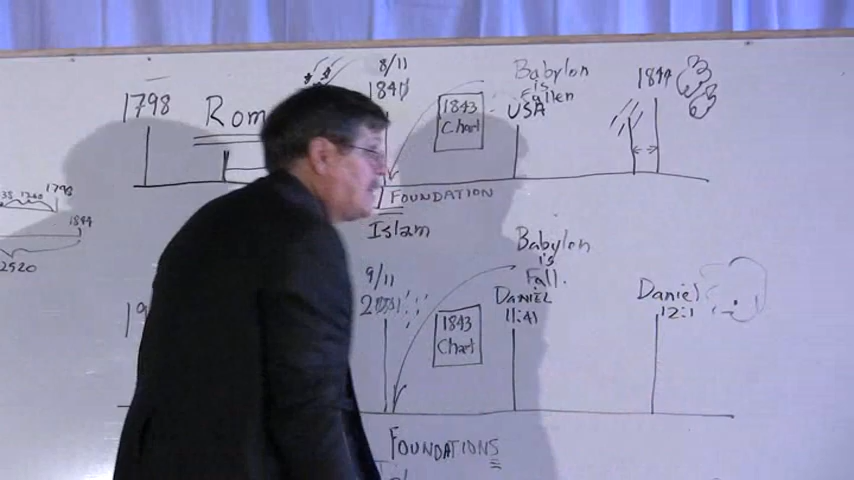 1798
Rom
8/11
1843
Chart
Babylon
is
Fallen
USA
1844
FOUNDATION
Islam
1798
1844
2520
9/11
1843
Chart
Babylon
is
Fall.
DANIEL
11:41
Daniel
12:1
FOUNDATIONS